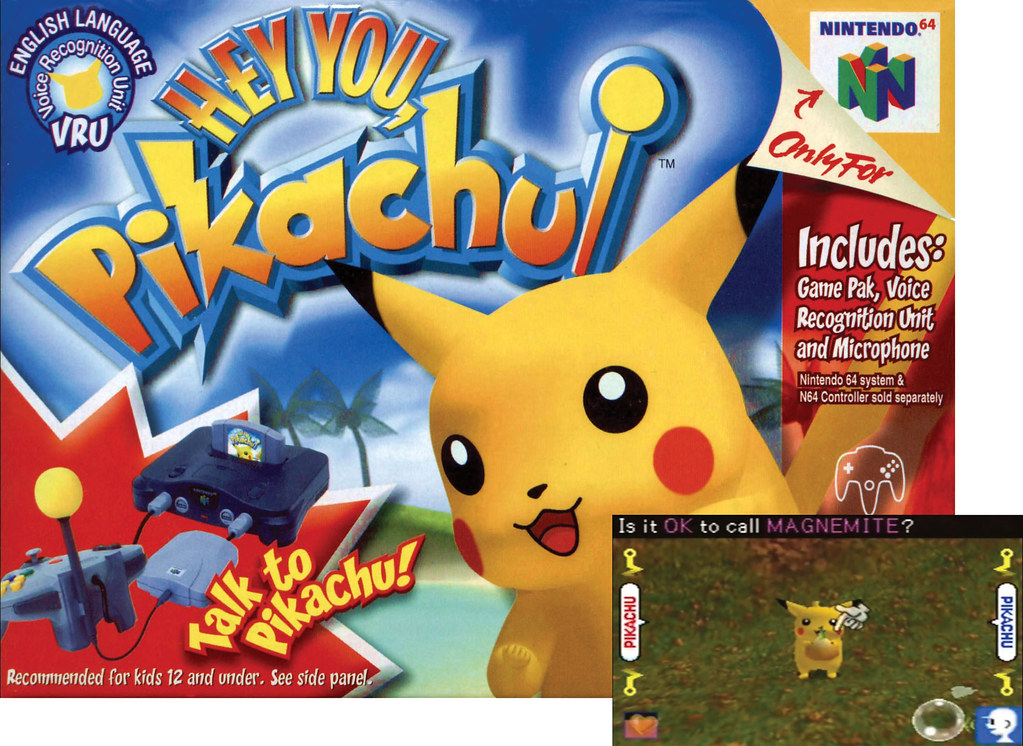 ENGLISH LANGUAGE
Voice Recognition Unit
VRU
HEY YOU,
Pikachu!
TM
NINTENDO.64
Only For
Includes:
Game Pak, Voice
Recognition Unit
and Microphone
Nintendo 64 system &
N64 Controller sold separately
Talk to
Pikachu!
Recommended for kids 12 and under. See side panel.
Is it OK to call MAGNEMITE?
PIKACHU
PIKACHU